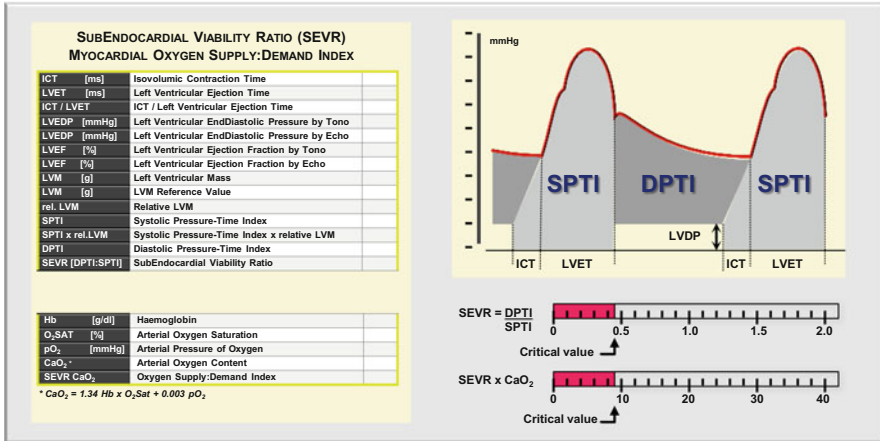 SUBENDOCARDIAL VIABILITY RATIO (SEVR)
MYOCARDIAL OXYGEN SUPPLY:DEMAND INDEX
ICT [ms] Isovolumic Contraction Time
LVET [ms] Left Ventricular Ejection Time
ICT / LVET ICT / Left Ventricular Ejection Time
LVEDP [mmHg] Left Ventricular EndDiastolic Pressure by Tono
LVEDP [mmHg] Left Ventricular EndDiastolic Pressure by Echo
LVEF [%] Left Ventricular Ejection Fraction by Tono
LVEF [%] Left Ventricular Ejection Fraction by Echo
LVM [g] Left Ventricular Mass
LVM [g] LVM Reference Value
rel. LVM Relative LVM
SPTI Systolic Pressure-Time Index
SPTI x rel.LVM Systolic Pressure-Time Index x relative LVM
DPTI Diastolic Pressure-Time Index
SEVR [DPTI:SPTI] SubEndocardial Viability Ratio
Hb [g/dl] Haemoglobin
O₂SAT [%] Arterial Oxygen Saturation
pO₂ [mmHg] Arterial Pressure of Oxygen
CaO₂ * Arterial Oxygen Content
SEVR CaO₂ Oxygen Supply:Demand Index
* CaO₂ = 1.34 Hb x O₂Sat + 0.003 pO₂
mmHg
SPTI DPTI SPTI
LVDP
ICT LVET ICT LVET
SEVR = DPTI
SPTI
0 0.5 1.0 1.5 2.0
Critical value
SEVR x CaO₂
0 10 20 30 40
Critical value